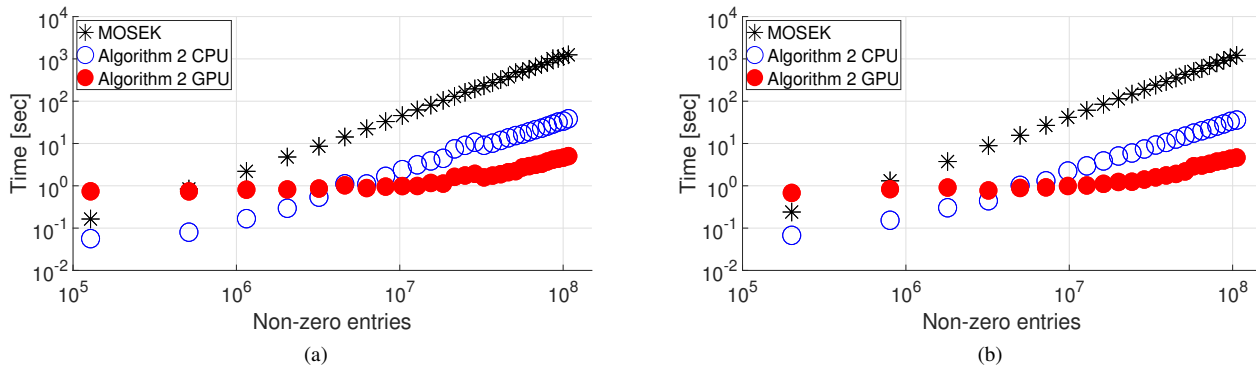 10^4
10^3
10^2
10^1
10^0
10^-1
10^-2
Time [sec]
MOSEK
Algorithm 2 CPU
Algorithm 2 GPU
10^5
10^6
10^7
10^8
Non-zero entries
(a)
10^4
10^3
10^2
10^1
10^0
10^-1
10^-2
Time [sec]
MOSEK
Algorithm 2 CPU
Algorithm 2 GPU
10^5
10^6
10^7
10^8
Non-zero entries
(b)